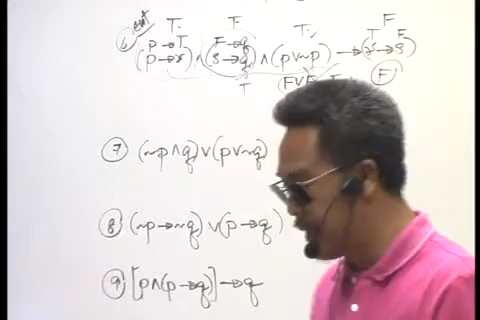 T F T F
p → T F → q T F
⑥ (p → r) ∧ (s → q) ∧ (p ∨ ~p) → (r → s)
T F∨F F
⑦ (~p ∧ q) ∨ (p ∨ ~q)
⑧ (~p → ~q) ∨ (p → q)
⑨ [p ∧ (p → q)] → q